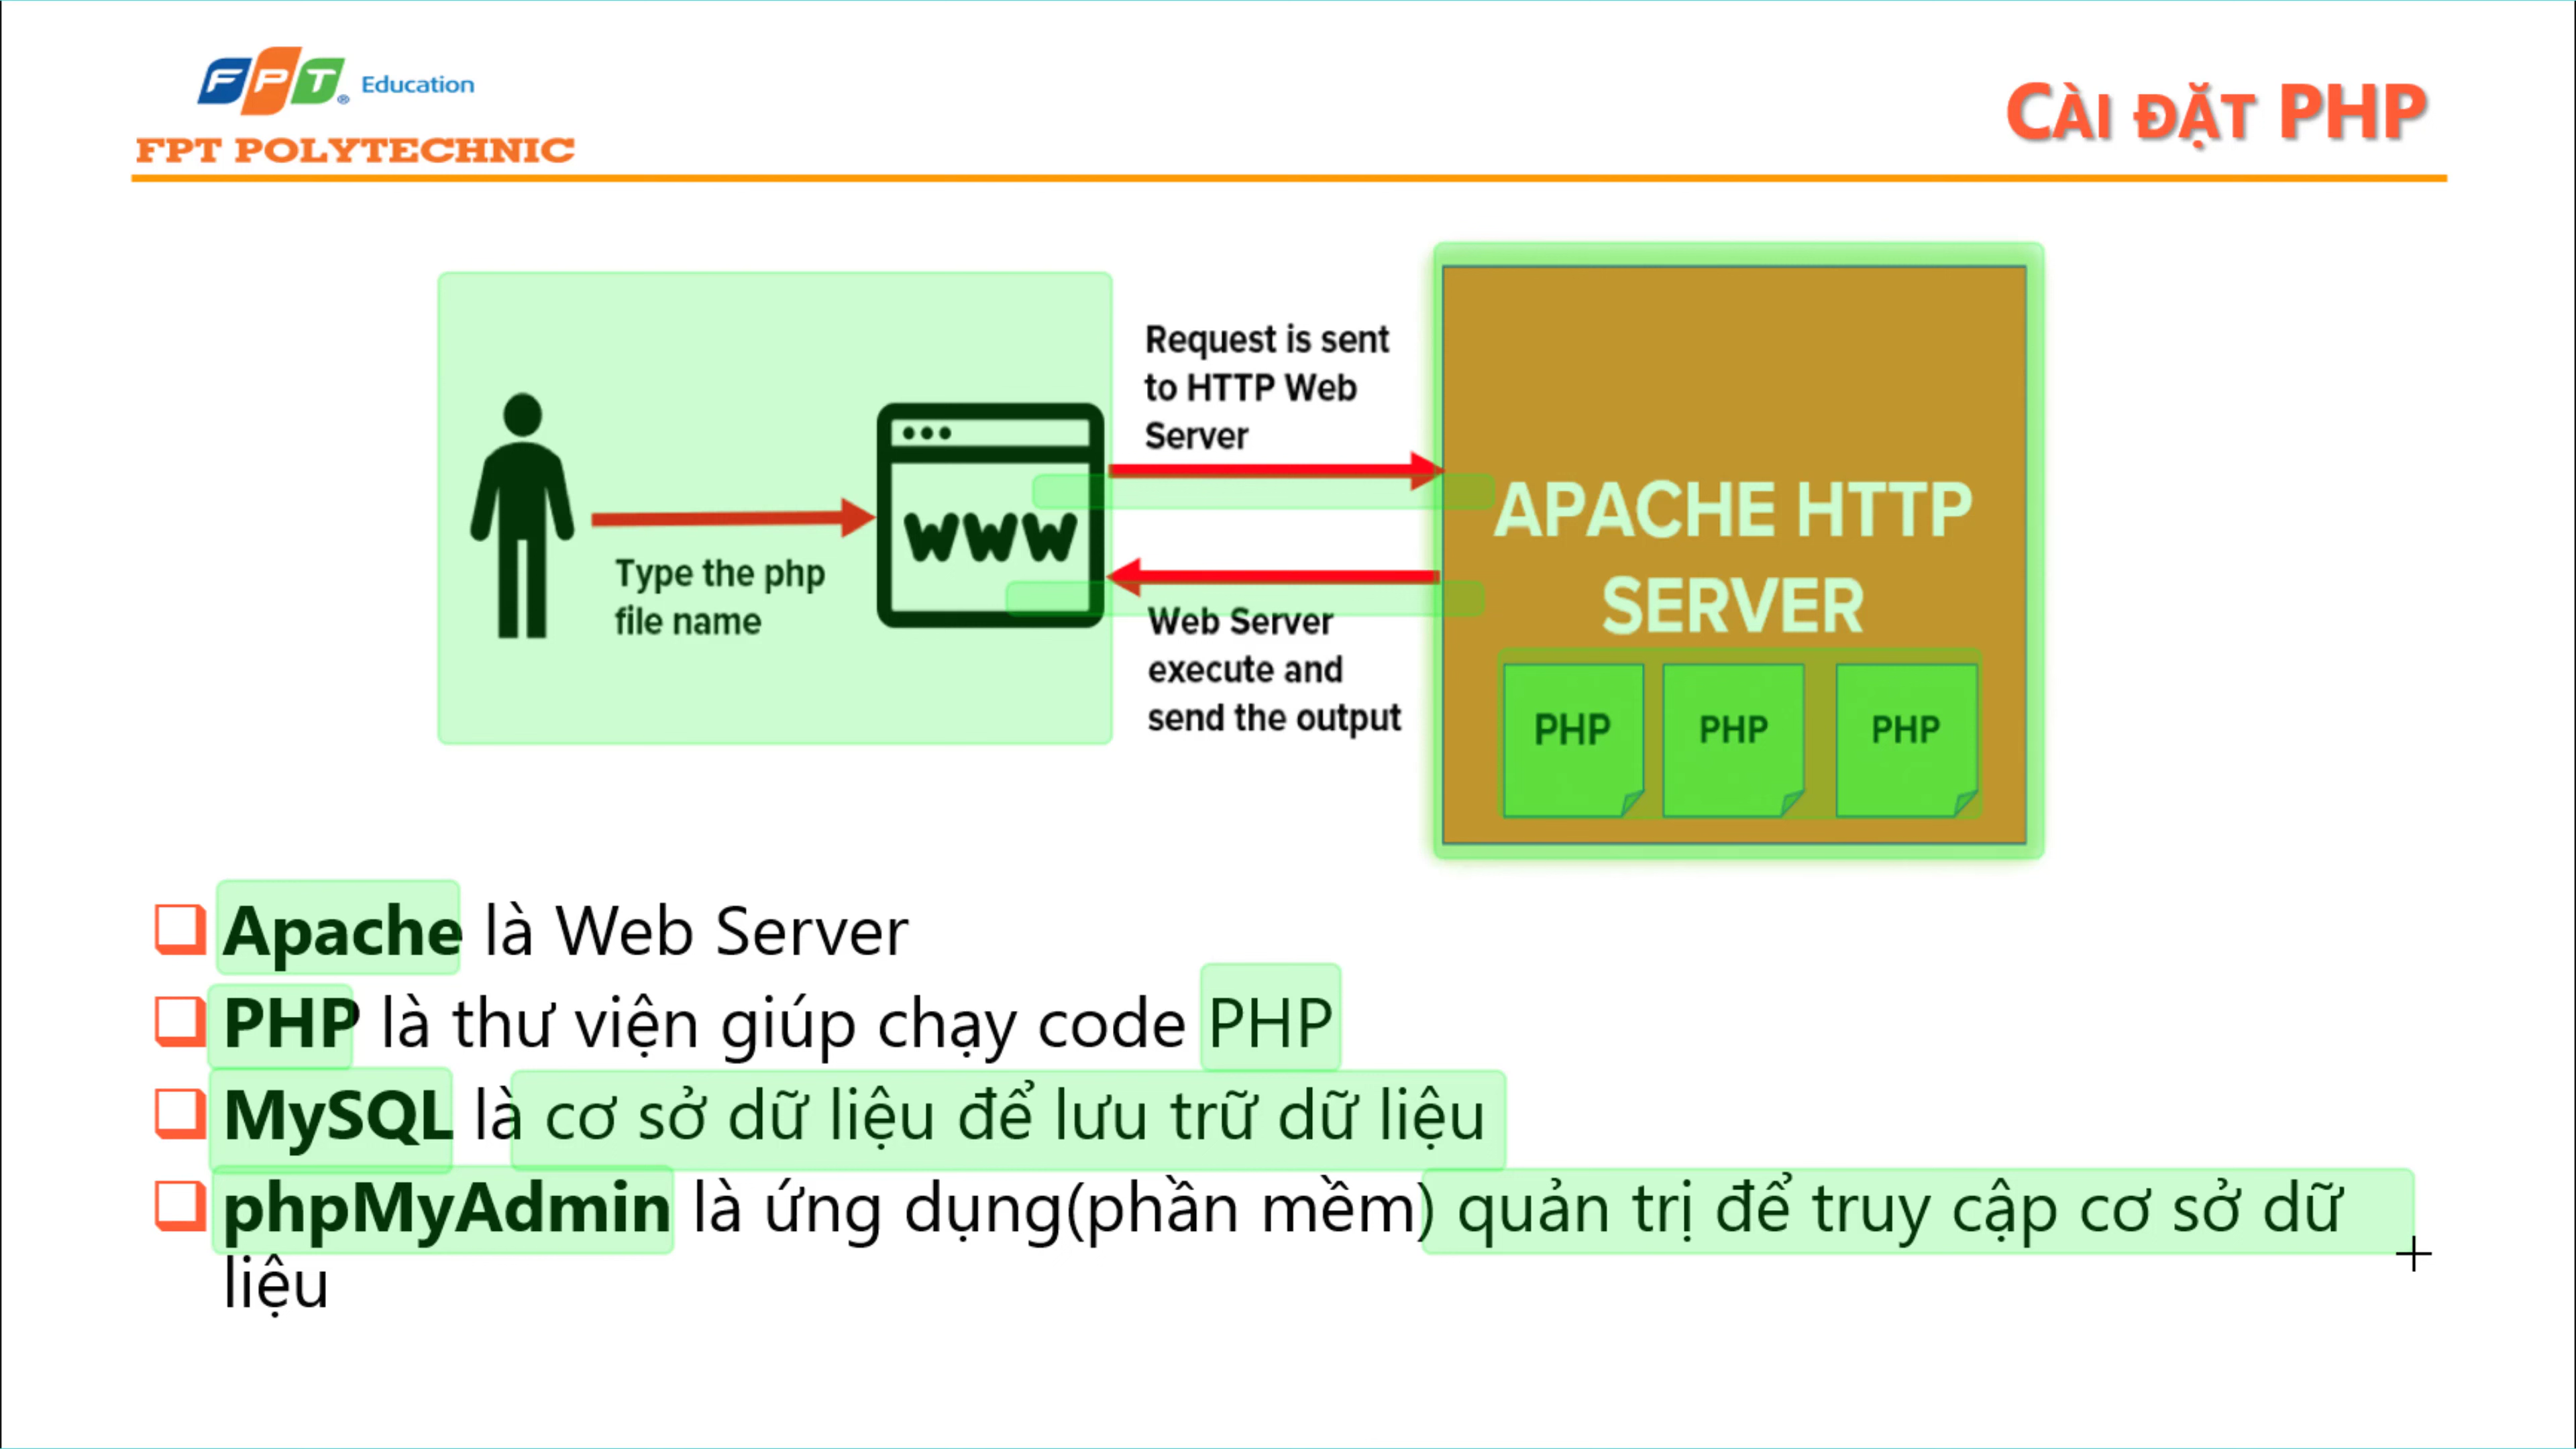 FPT Education
FPT POLYTECHNIC
CÀI ĐẶT PHP
Type the php
file name
www
Request is sent
to HTTP Web
Server
Web Server
execute and
send the output
APACHE HTTP
SERVER
PHP PHP PHP
Apache là Web Server
PHP là thư viện giúp chạy code PHP
MySQL là cơ sở dữ liệu để lưu trữ dữ liệu
phpMyAdmin là ứng dụng(phần mềm) quản trị để truy cập cơ sở dữ
liệu